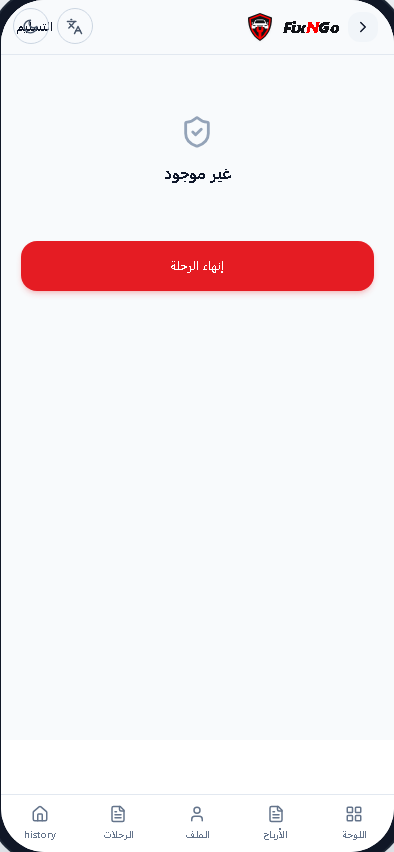 FixNGo
التسليم
غير موجود
إنهاء الرحلة
اللوحة
الأرباح
الملف
الرحلات
history